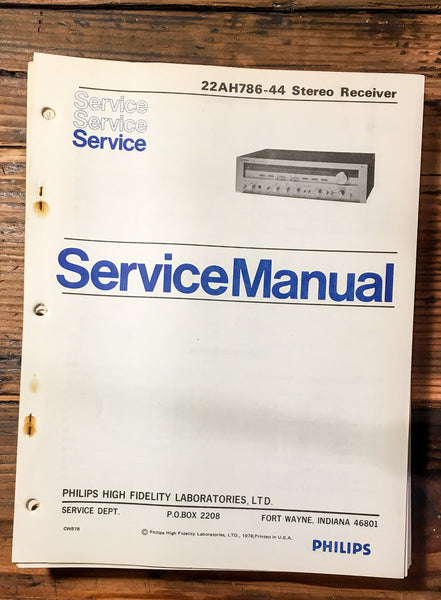 22AH786-44 Stereo Receiver
Service
Service
Service
Service Manual
PHILIPS HIGH FIDELITY LABORATORIES, LTD.
SERVICE DEPT. P.O.BOX 2208 FORT WAYNE, INDIANA 46801
CW878
© Philips High Fidelity Laboratories, LTD., 1978, Printed in U.S.A.
PHILIPS